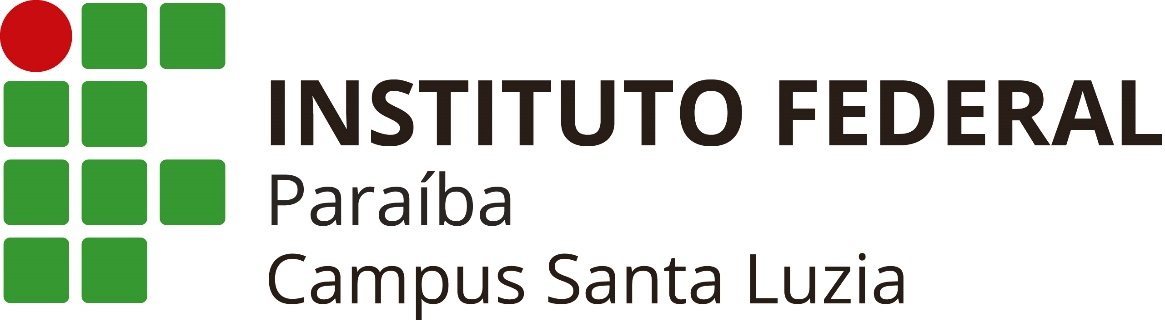 INSTITUTO FEDERAL
Paraíba
Campus Santa Luzia